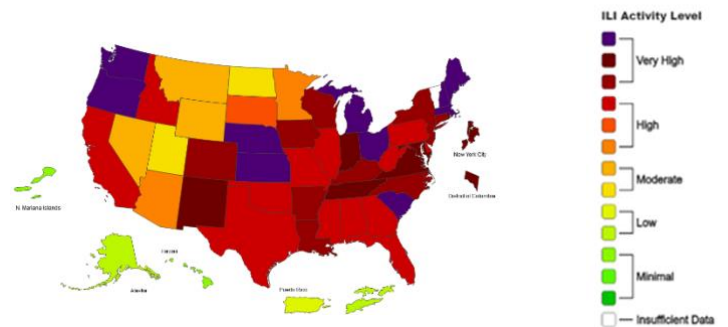 ILI Activity Level
Very High
High
Moderate
Low
Minimal
Insufficient Data
New York City
District of Columbia
N. Mariana Islands
Hawaii
Alaska
Puerto Rico